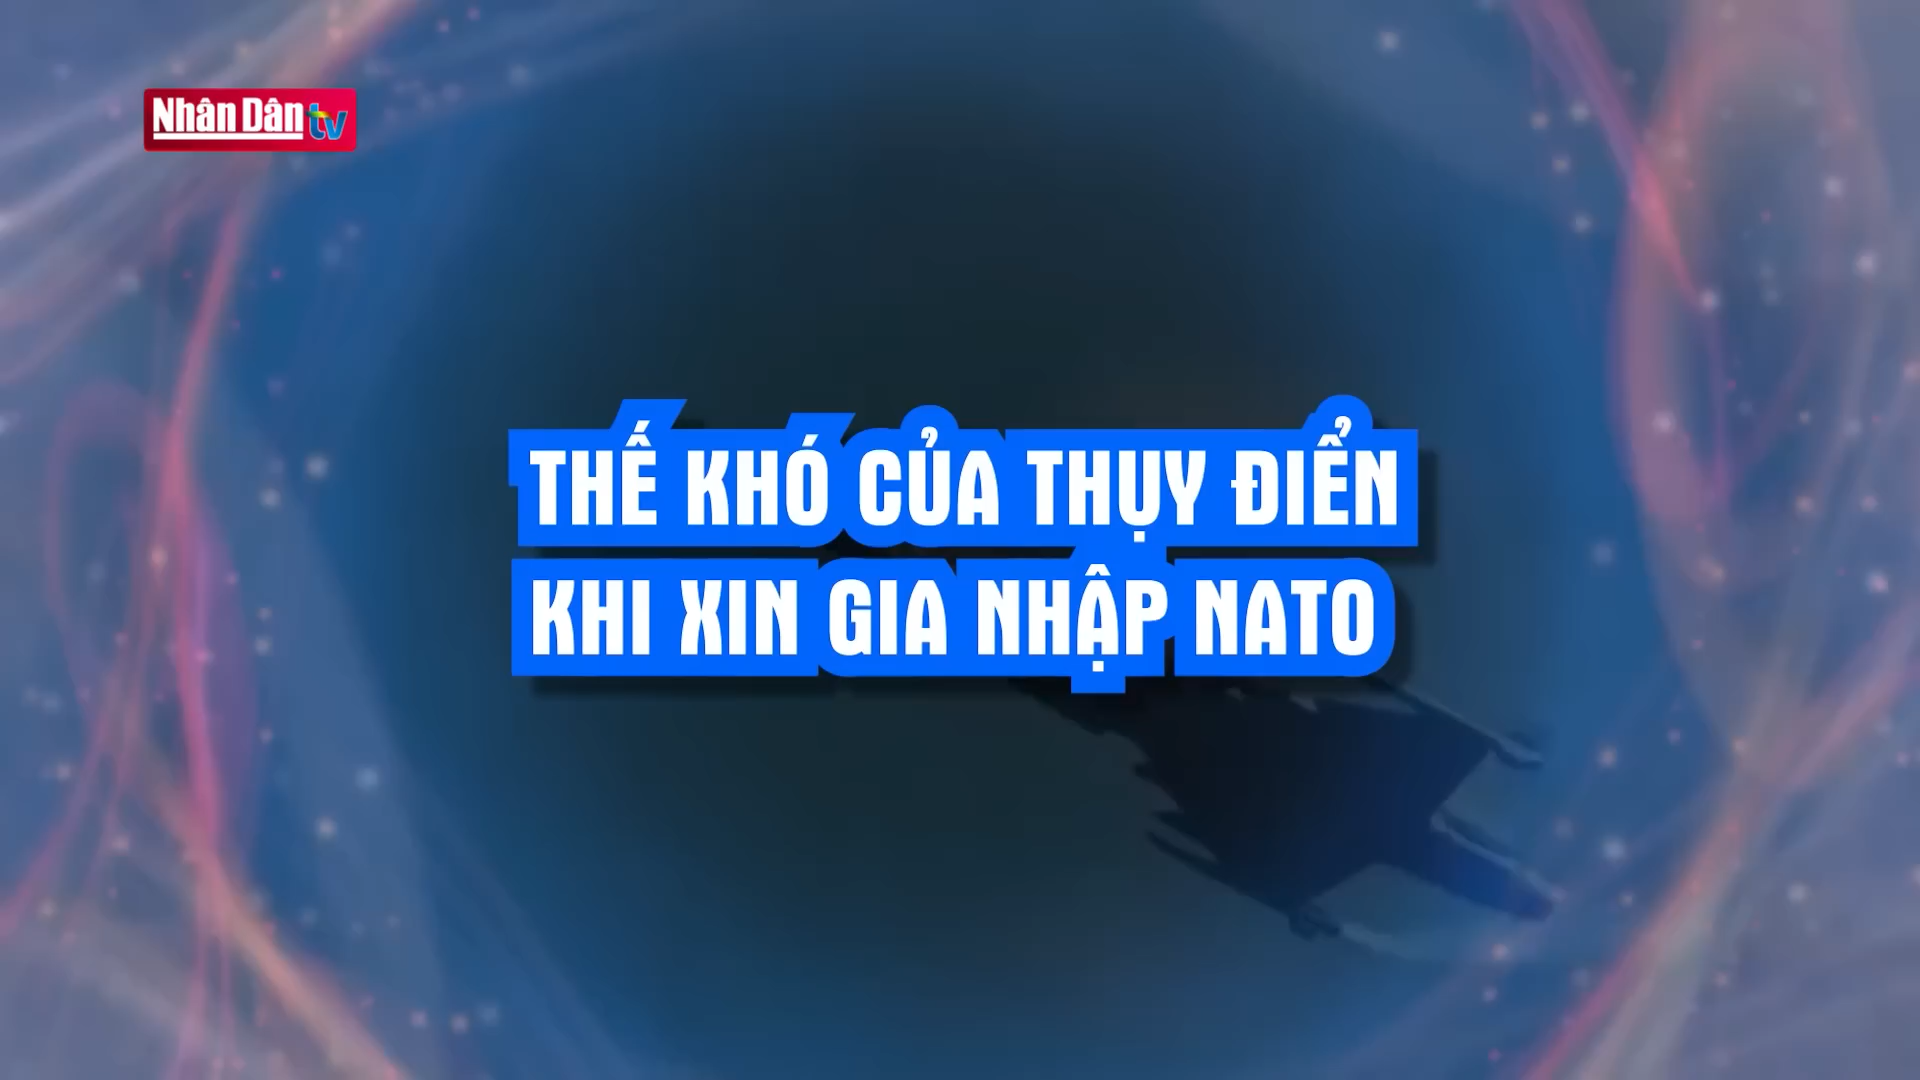 Nhân Dân tv
THẾ KHÓ CỦA THỤY ĐIỂN
KHI XIN GIA NHẬP NATO